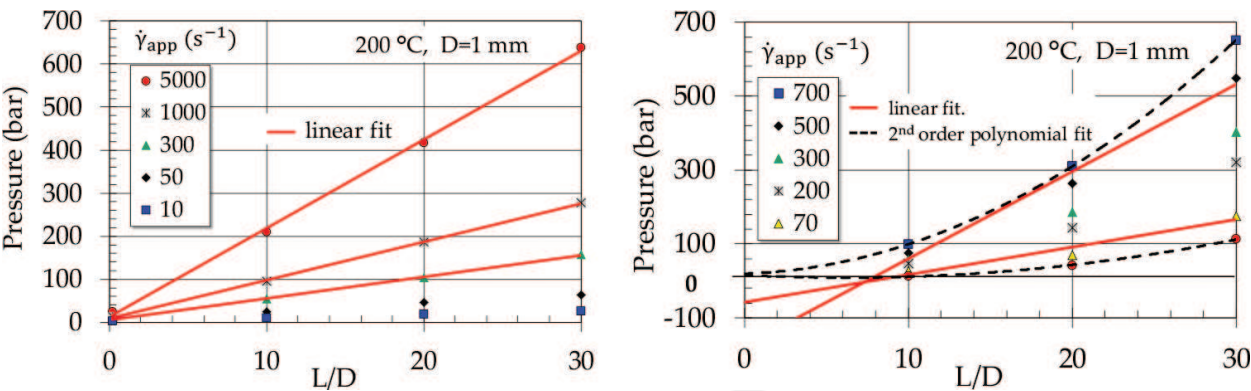 700
600
500
400
300
200
100
0
Pressure (bar)
γ̇app (s⁻¹)
5000
1000
300
50
10
200 °C, D=1 mm
linear fit
0 10 20 30
L/D
700
500
300
100
0
-100
Pressure (bar)
γ̇app (s⁻¹)
700
500
300
200
70
200 °C, D=1 mm
linear fit.
2nd order polynomial fit
0 10 20 30
L/D